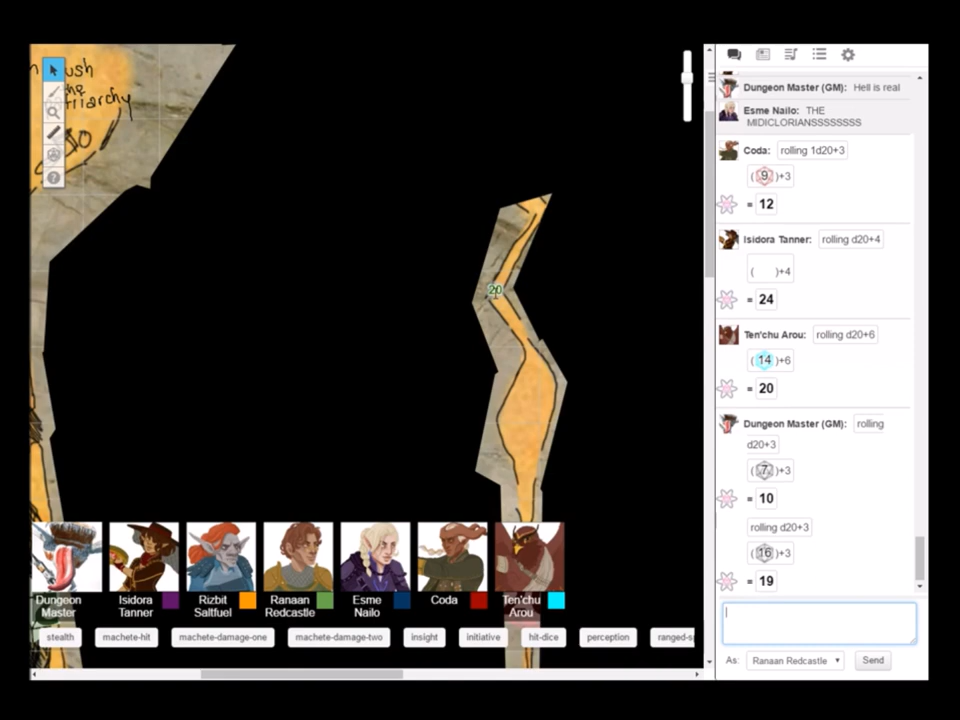 ush
the
triarchy
20
Dungeon Master
Isidora Tanner
Rizbit Saltfuel
Ranaan Redcastle
Esme Nailo
Coda
Ten'chu Arou
stealth
machete-hit
machete-damage-one
machete-damage-two
insight
initiative
hit-dice
perception
ranged-s
Dungeon Master (GM): Hell is real
Esme Nailo: THE
MIDICLORIANSSSSSSSS
Coda: rolling 1d20+3
(9)+3
= 12
Isidora Tanner: rolling d20+4
( )+4
= 24
Ten'chu Arou: rolling d20+6
(14)+6
= 20
Dungeon Master (GM): rolling
d20+3
(7)+3
= 10
rolling d20+3
(16)+3
= 19
As: Ranaan Redcastle Send